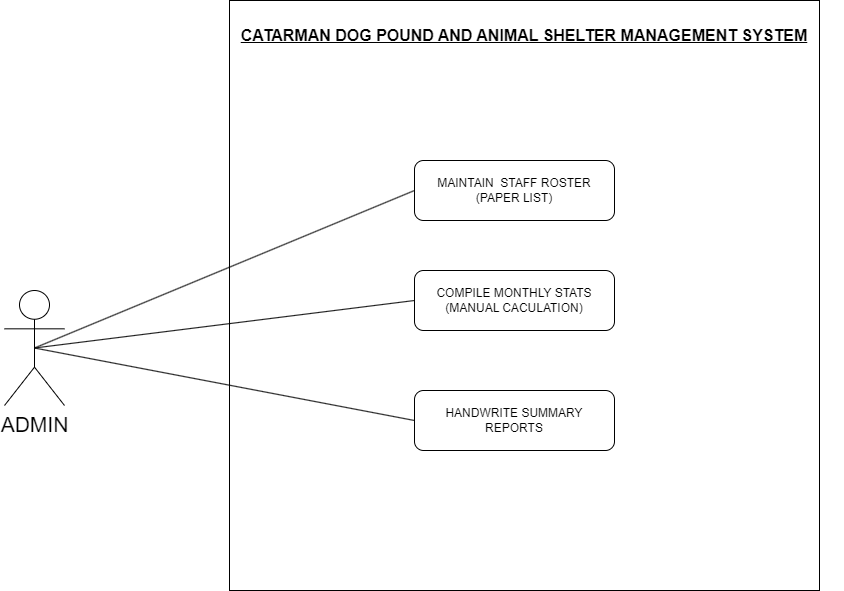 CATARMAN DOG POUND AND ANIMAL SHELTER MANAGEMENT SYSTEM
MAINTAIN STAFF ROSTER
(PAPER LIST)
COMPILE MONTHLY STATS
(MANUAL CACULATION)
HANDWRITE SUMMARY
REPORTS
ADMIN